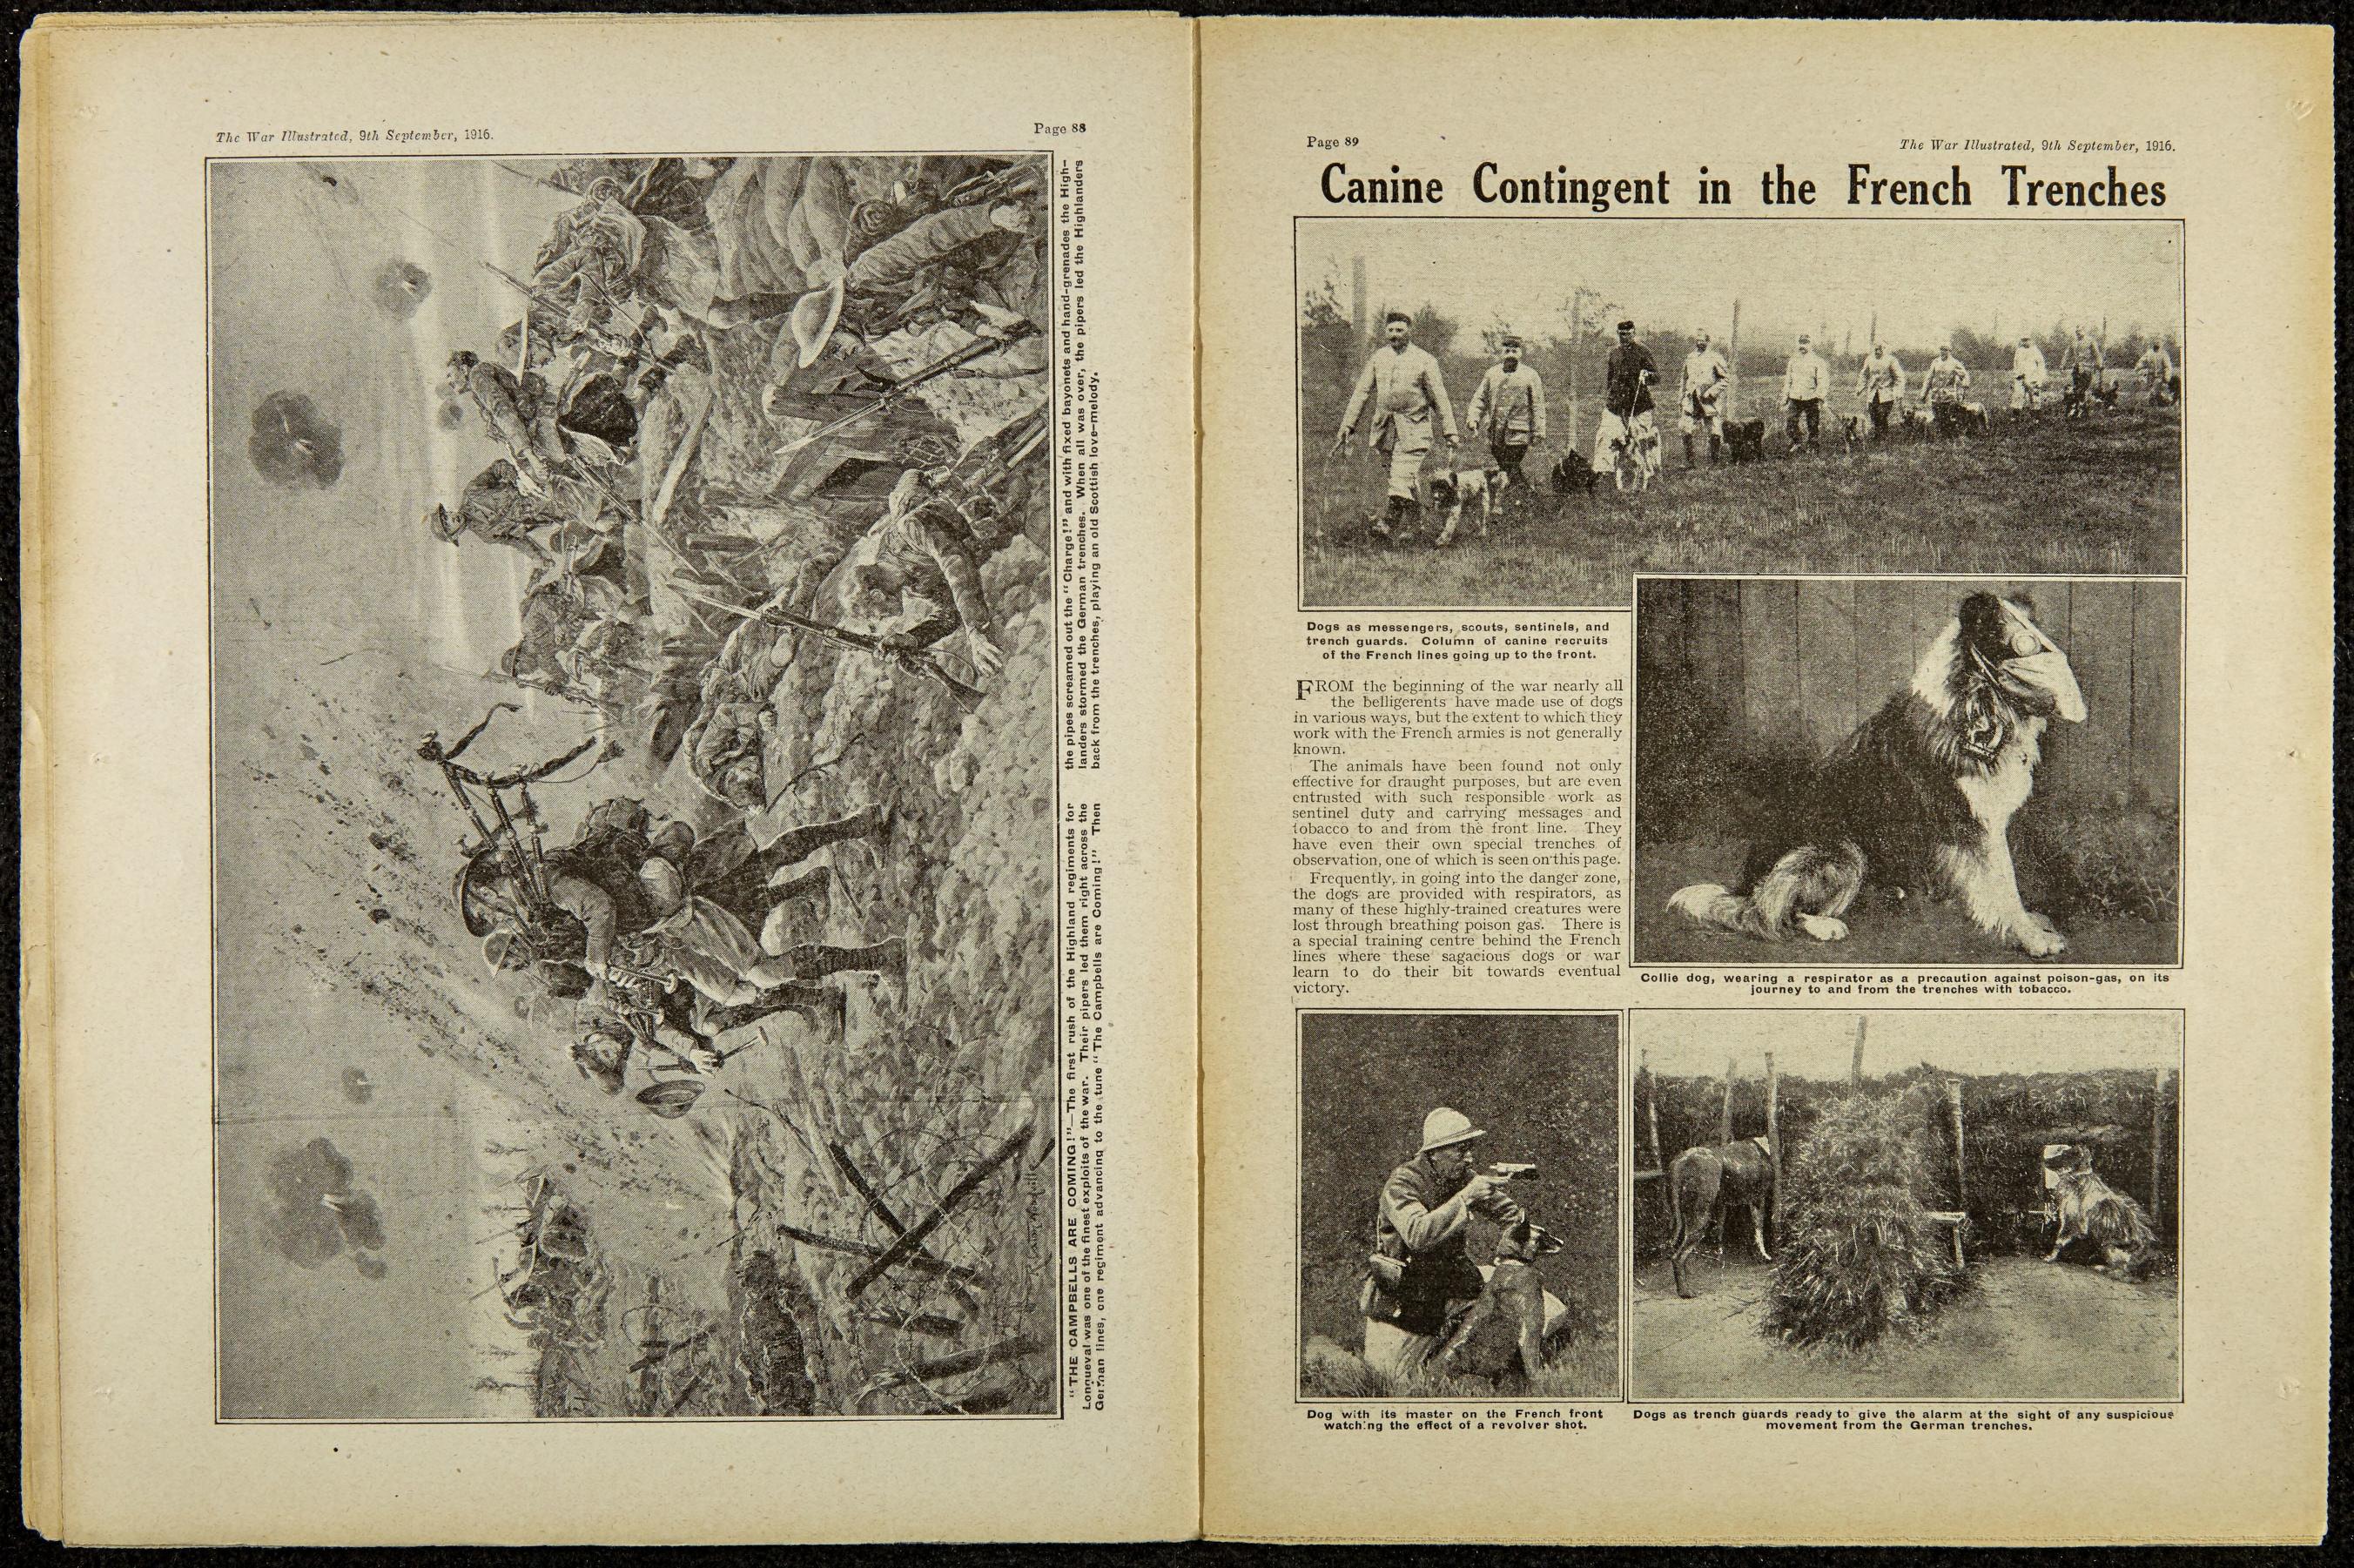 The War Illustrated, 9th September, 1916.
Page 88
"THE CAMPBELLS ARE COMING!"—The first rush of the Highland regiments for
Longueval was one of the finest exploits of the war. Their pipers led them right across the
German lines, one regiment advancing to the tune "The Campbells are Coming!" Then
the pipes screamed out the "Charge!" and with fixed bayonets and hand-grenades the High-
landers stormed the German trenches. When all was over, the pipers led the Highlanders
back from the trenches, playing an old Scottish love-melody.
Page 89
The War Illustrated, 9th September, 1916.
Canine Contingent in the French Trenches
Dogs as messengers, scouts, sentinels, and
trench guards. Column of canine recruits
of the French lines going up to the front.
FROM the beginning of the war nearly all
the belligerents have made use of dogs
in various ways, but the extent to which they
work with the French armies is not generally
known.
The animals have been found not only
effective for draught purposes, but are even
entrusted with such responsible work as
sentinel duty and carrying messages and
tobacco to and from the front line. They
have even their own special trenches of
observation, one of which is seen on this page.
Frequently, in going into the danger zone,
the dogs are provided with respirators, as
many of these highly-trained creatures were
lost through breathing poison gas. There is
a special training centre behind the French
lines where these sagacious dogs or war
learn to do their bit towards eventual
victory.
Collie dog, wearing a respirator as a precaution against poison-gas, on its
journey to and from the trenches with tobacco.
Dog with its master on the French front
watching the effect of a revolver shot.
Dogs as trench guards ready to give the alarm at the sight of any suspicious
movement from the German trenches.